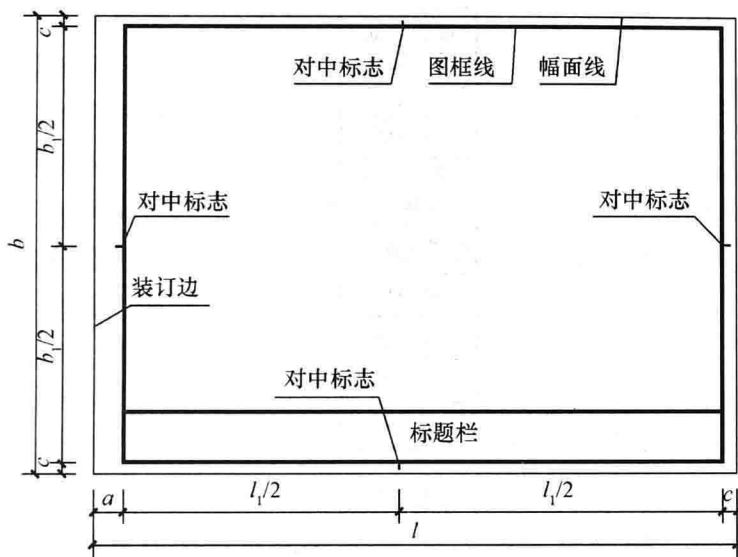 c
对中标志 图框线 幅面线
b₁/2
对中标志 对中标志
b
装订边
b₁/2
对中标志
标题栏
c
a l₁/2 l₁/2 c
l